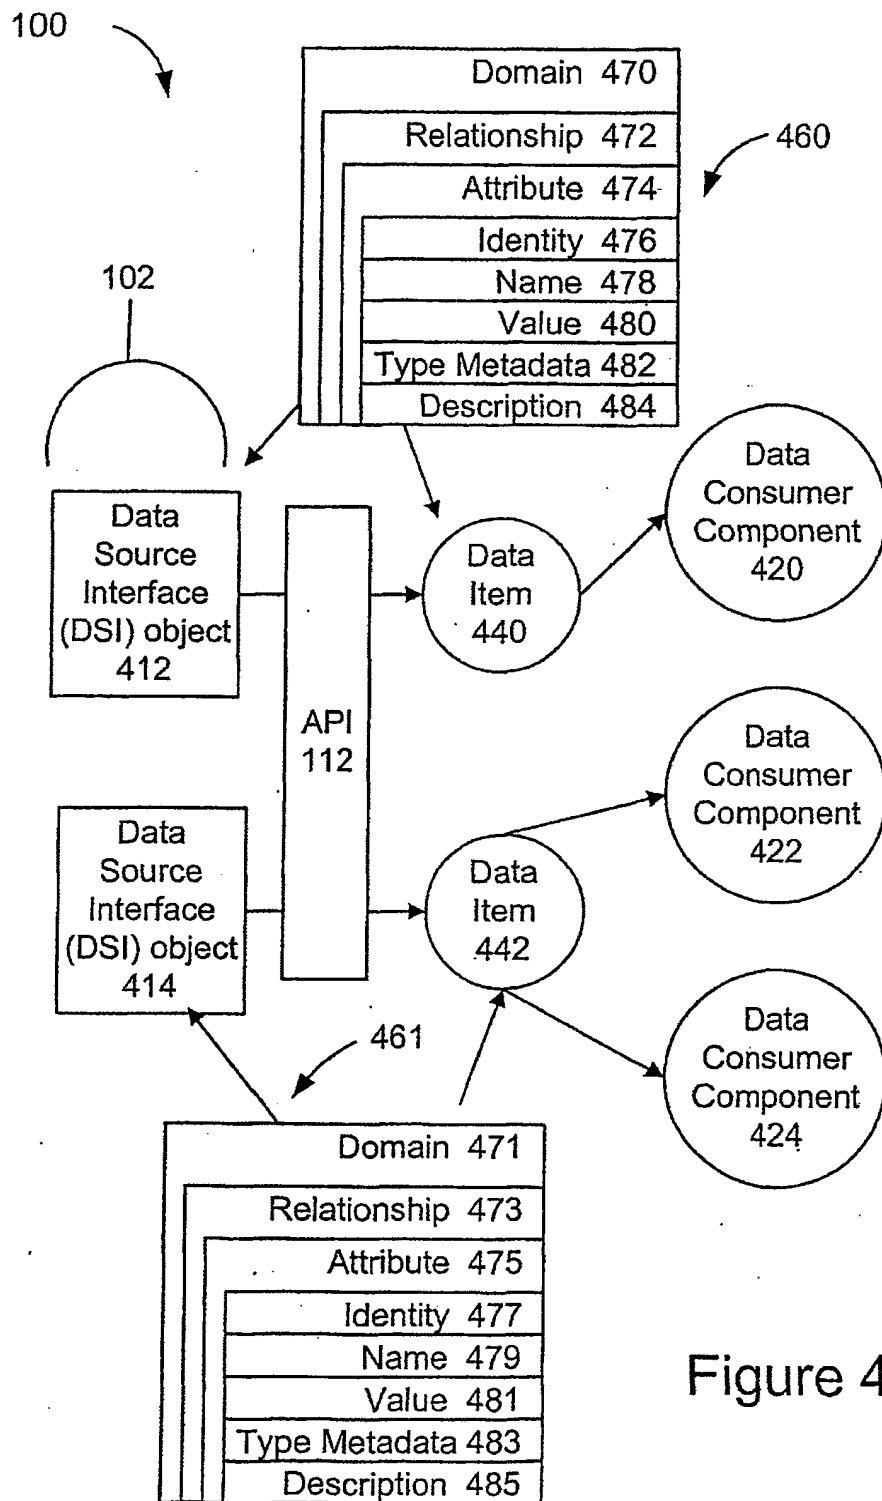 100
Domain 470
Relationship 472
460
Attribute 474
Identity 476
Name 478
Value 480
Type Metadata 482
Description 484
102
Data
Source
Interface
(DSI) object
412
API
112
Data
Item
440
Data
Consumer
Component
420
Data
Source
Interface
(DSI) object
414
Data
Item
442
Data
Consumer
Component
422
Data
Consumer
Component
424
461
Domain 471
Relationship 473
Attribute 475
Identity 477
Name 479
Value 481
Type Metadata 483
Description 485
Figure 4